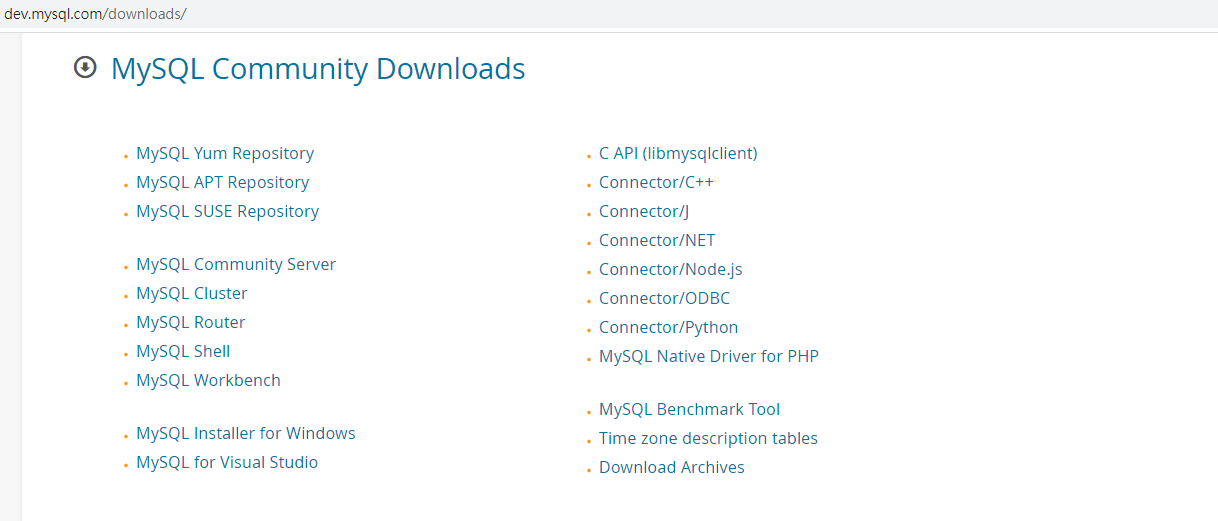 dev.mysql.com/downloads/
MySQL Community Downloads
MySQL Yum Repository
MySQL APT Repository
MySQL SUSE Repository
MySQL Community Server
MySQL Cluster
MySQL Router
MySQL Shell
MySQL Workbench
MySQL Installer for Windows
MySQL for Visual Studio
C API (libmysqlclient)
Connector/C++
Connector/J
Connector/NET
Connector/Node.js
Connector/ODBC
Connector/Python
MySQL Native Driver for PHP
MySQL Benchmark Tool
Time zone description tables
Download Archives